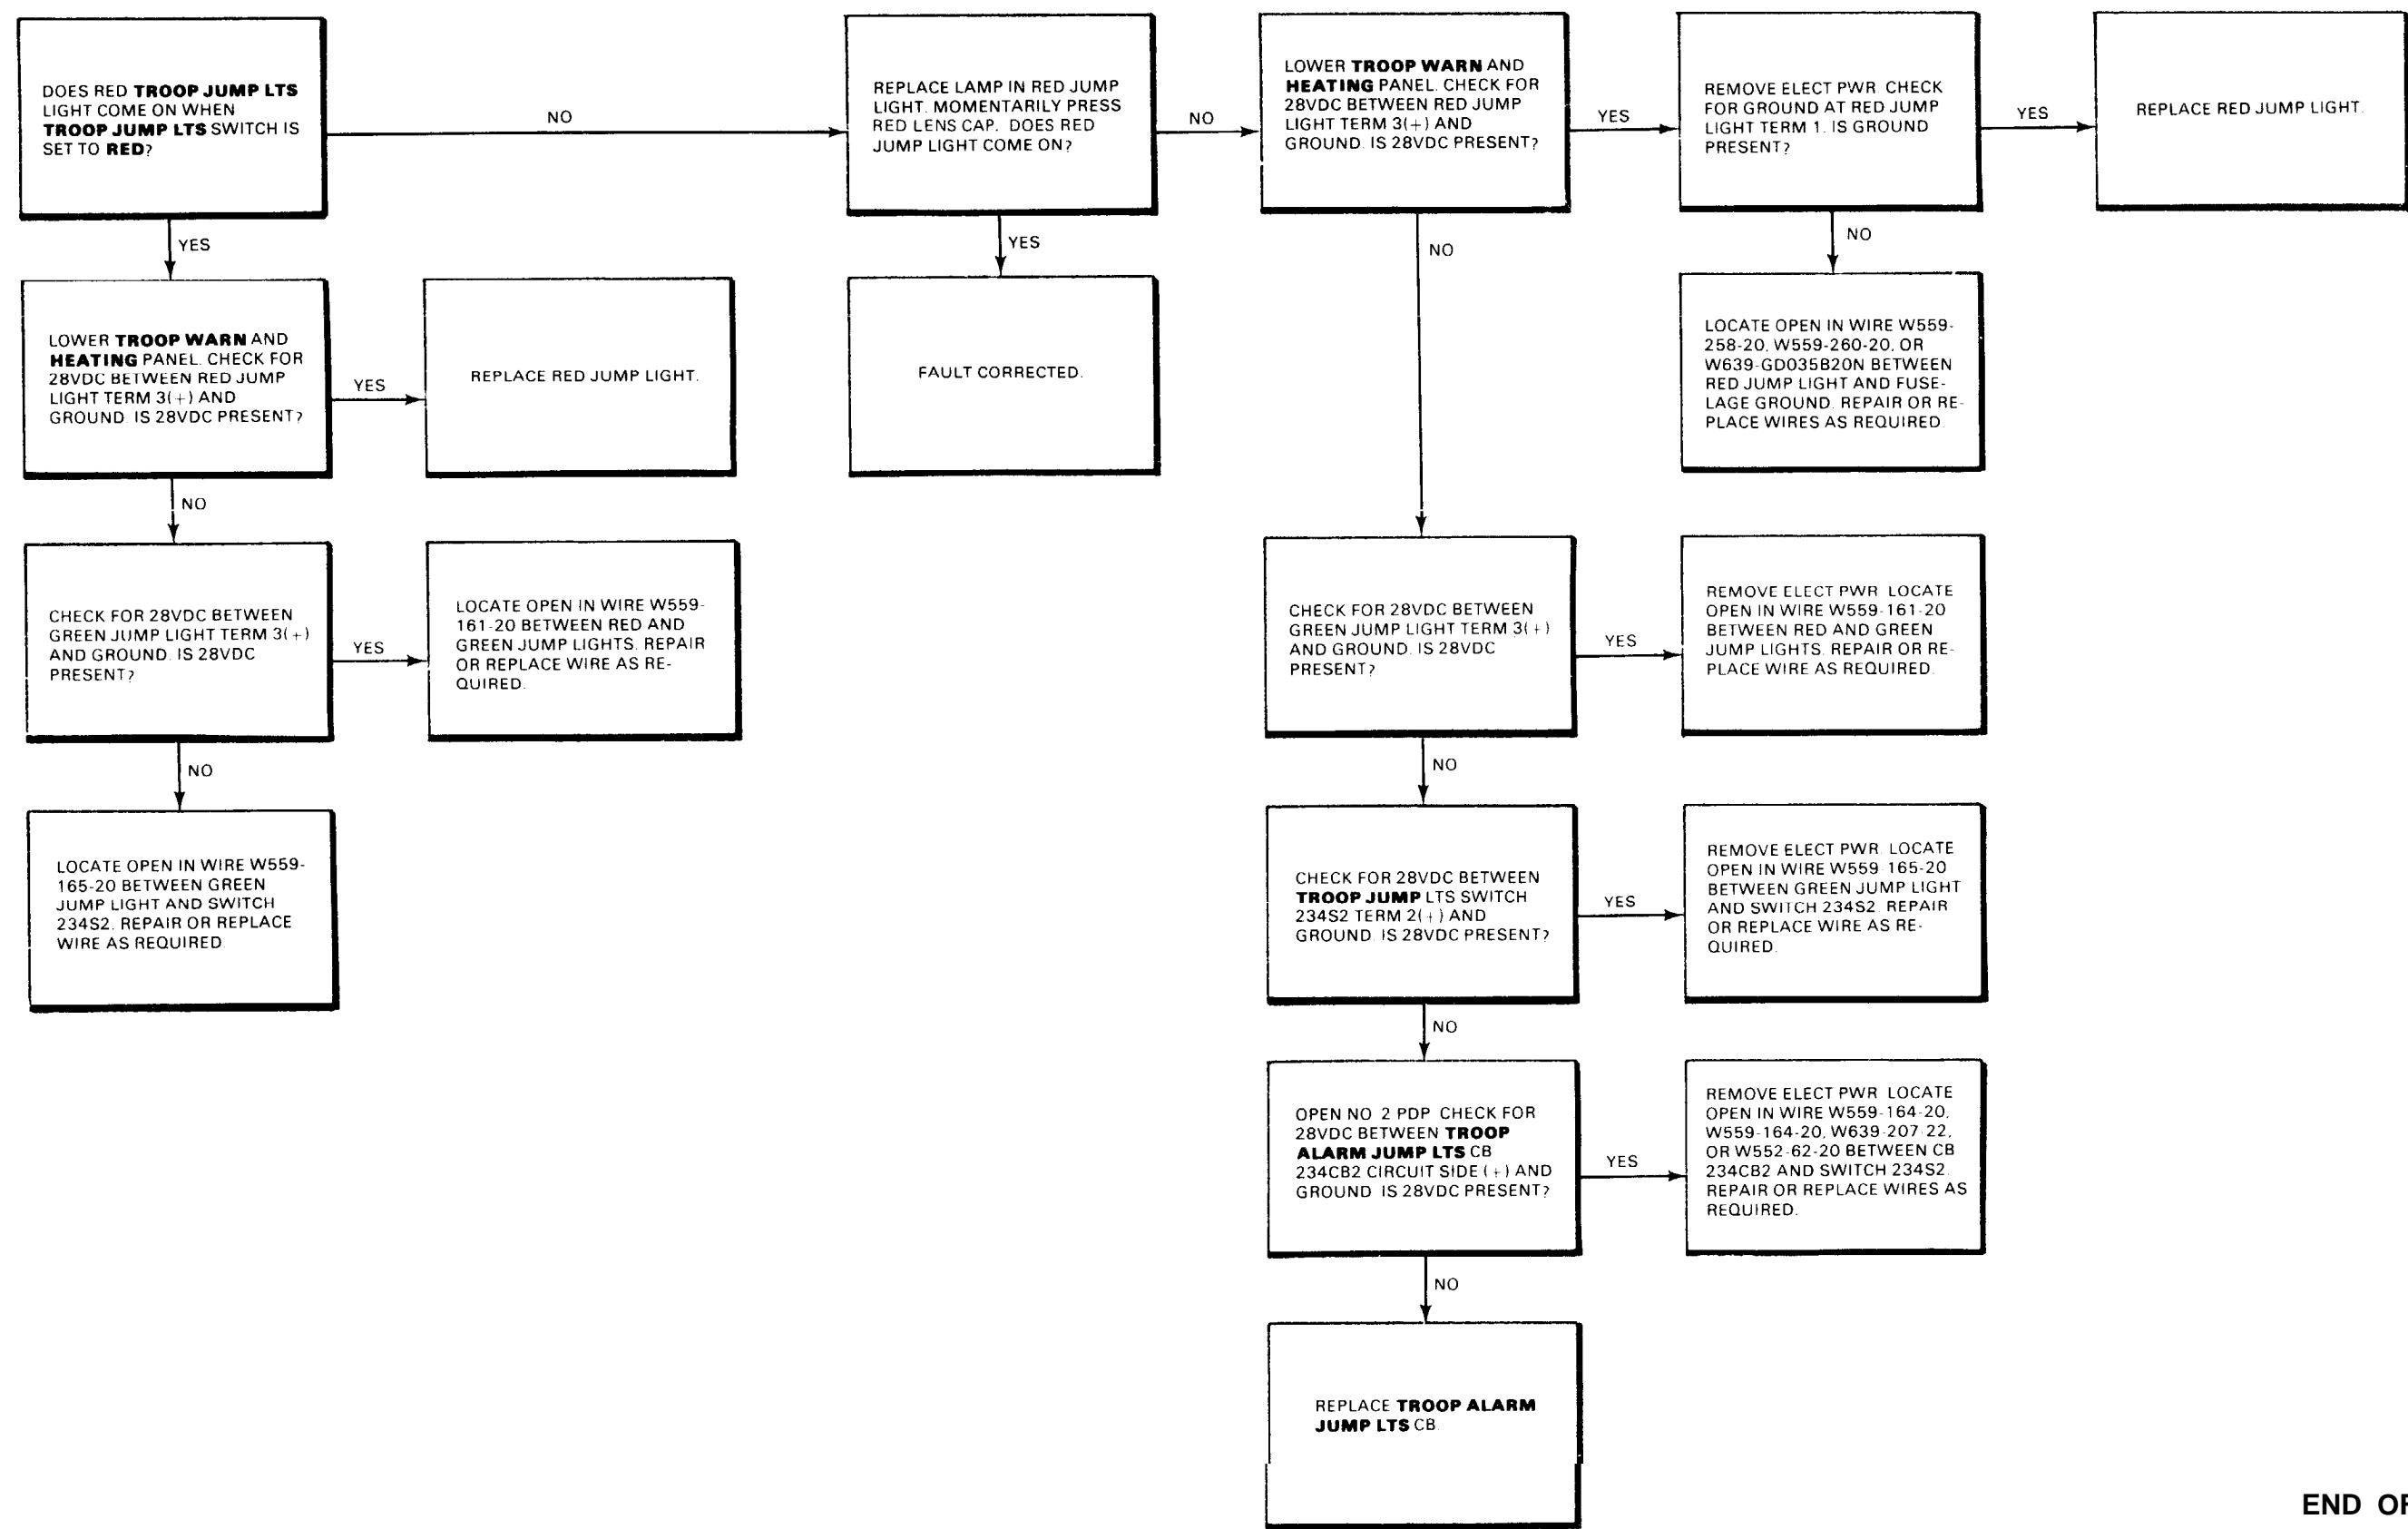 DOES RED TROOP JUMP LTS
LIGHT COME ON WHEN
TROOP JUMP LTS SWITCH IS
SET TO RED?
NO
REPLACE LAMP IN RED JUMP
LIGHT. MOMENTARILY PRESS
RED LENS CAP. DOES RED
JUMP LIGHT COME ON?
NO
LOWER TROOP WARN AND
HEATING PANEL. CHECK FOR
28VDC BETWEEN RED JUMP
LIGHT TERM 3(+) AND
GROUND. IS 28VDC PRESENT?
YES
REMOVE ELECT PWR. CHECK
FOR GROUND AT RED JUMP
LIGHT TERM 1. IS GROUND
PRESENT?
YES
REPLACE RED JUMP LIGHT.
YES
YES
NO
NO
LOWER TROOP WARN AND
HEATING PANEL. CHECK FOR
28VDC BETWEEN RED JUMP
LIGHT TERM 3(+) AND
GROUND. IS 28VDC PRESENT?
YES
REPLACE RED JUMP LIGHT.
FAULT CORRECTED.
LOCATE OPEN IN WIRE W559-
258-20, W559-260-20, OR
W639-GD035B20N BETWEEN
RED JUMP LIGHT AND FUSE-
LAGE GROUND. REPAIR OR RE-
PLACE WIRES AS REQUIRED.
NO
CHECK FOR 28VDC BETWEEN
GREEN JUMP LIGHT TERM 3(+)
AND GROUND. IS 28VDC
PRESENT?
YES
LOCATE OPEN IN WIRE W559-
161-20 BETWEEN RED AND
GREEN JUMP LIGHTS. REPAIR
OR REPLACE WIRE AS RE-
QUIRED.
CHECK FOR 28VDC BETWEEN
GREEN JUMP LIGHT TERM 3(+)
AND GROUND. IS 28VDC
PRESENT?
YES
REMOVE ELECT PWR. LOCATE
OPEN IN WIRE W559-161-20
BETWEEN RED AND GREEN
JUMP LIGHTS. REPAIR OR RE-
PLACE WIRE AS REQUIRED.
NO
NO
LOCATE OPEN IN WIRE W559-
165-20 BETWEEN GREEN
JUMP LIGHT AND SWITCH
234S2. REPAIR OR REPLACE
WIRE AS REQUIRED.
CHECK FOR 28VDC BETWEEN
TROOP JUMP LTS SWITCH
234S2 TERM 2(+) AND
GROUND. IS 28VDC PRESENT?
YES
REMOVE ELECT PWR. LOCATE
OPEN IN WIRE W559-165-20
BETWEEN GREEN JUMP LIGHT
AND SWITCH 234S2. REPAIR
OR REPLACE WIRE AS RE-
QUIRED.
NO
OPEN NO. 2 PDP. CHECK FOR
28VDC BETWEEN TROOP
ALARM JUMP LTS CB
234CB2 CIRCUIT SIDE (+) AND
GROUND. IS 28VDC PRESENT?
YES
REMOVE ELECT PWR. LOCATE
OPEN IN WIRE W559-164-20,
W559-164-20, W639-207-22,
OR W552-62-20 BETWEEN CB
234CB2 AND SWITCH 234S2.
REPAIR OR REPLACE WIRES AS
REQUIRED.
NO
REPLACE TROOP ALARM
JUMP LTS CB.
END OF